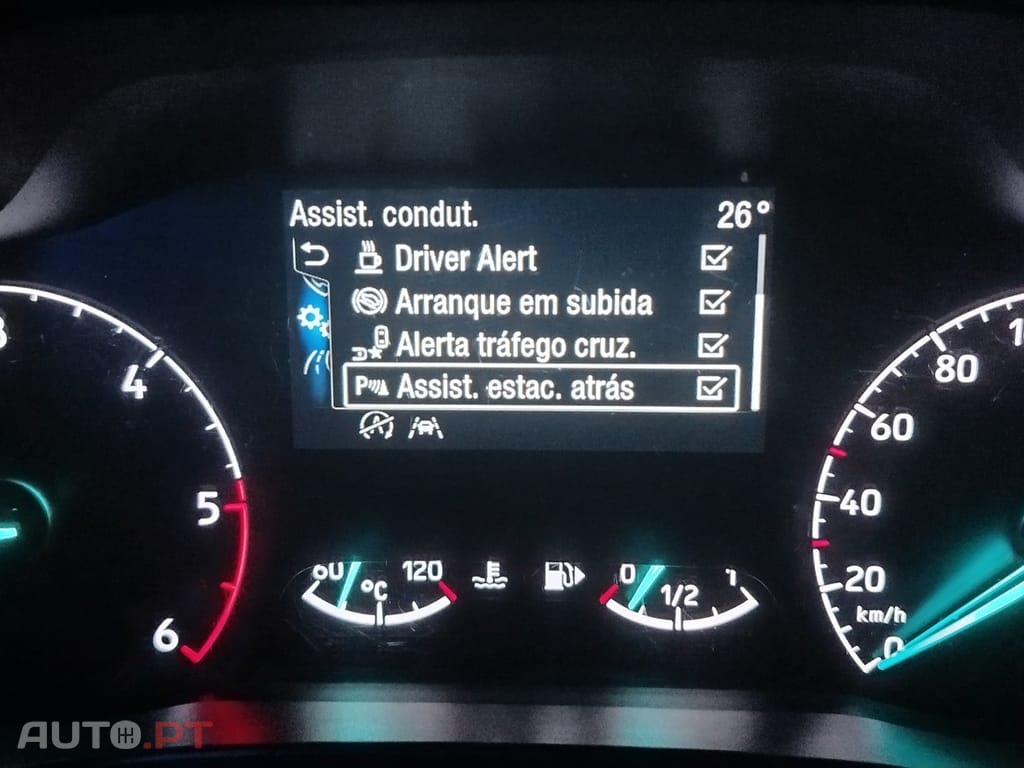 Assist. condut. 26°
Driver Alert
Arranque em subida
Alerta tráfego cruz.
P Assist. estac. atrás
A
4
5
6
60 °C 120
0 1/2 1
80
60
40
20
km/h
0
AUTO.PT